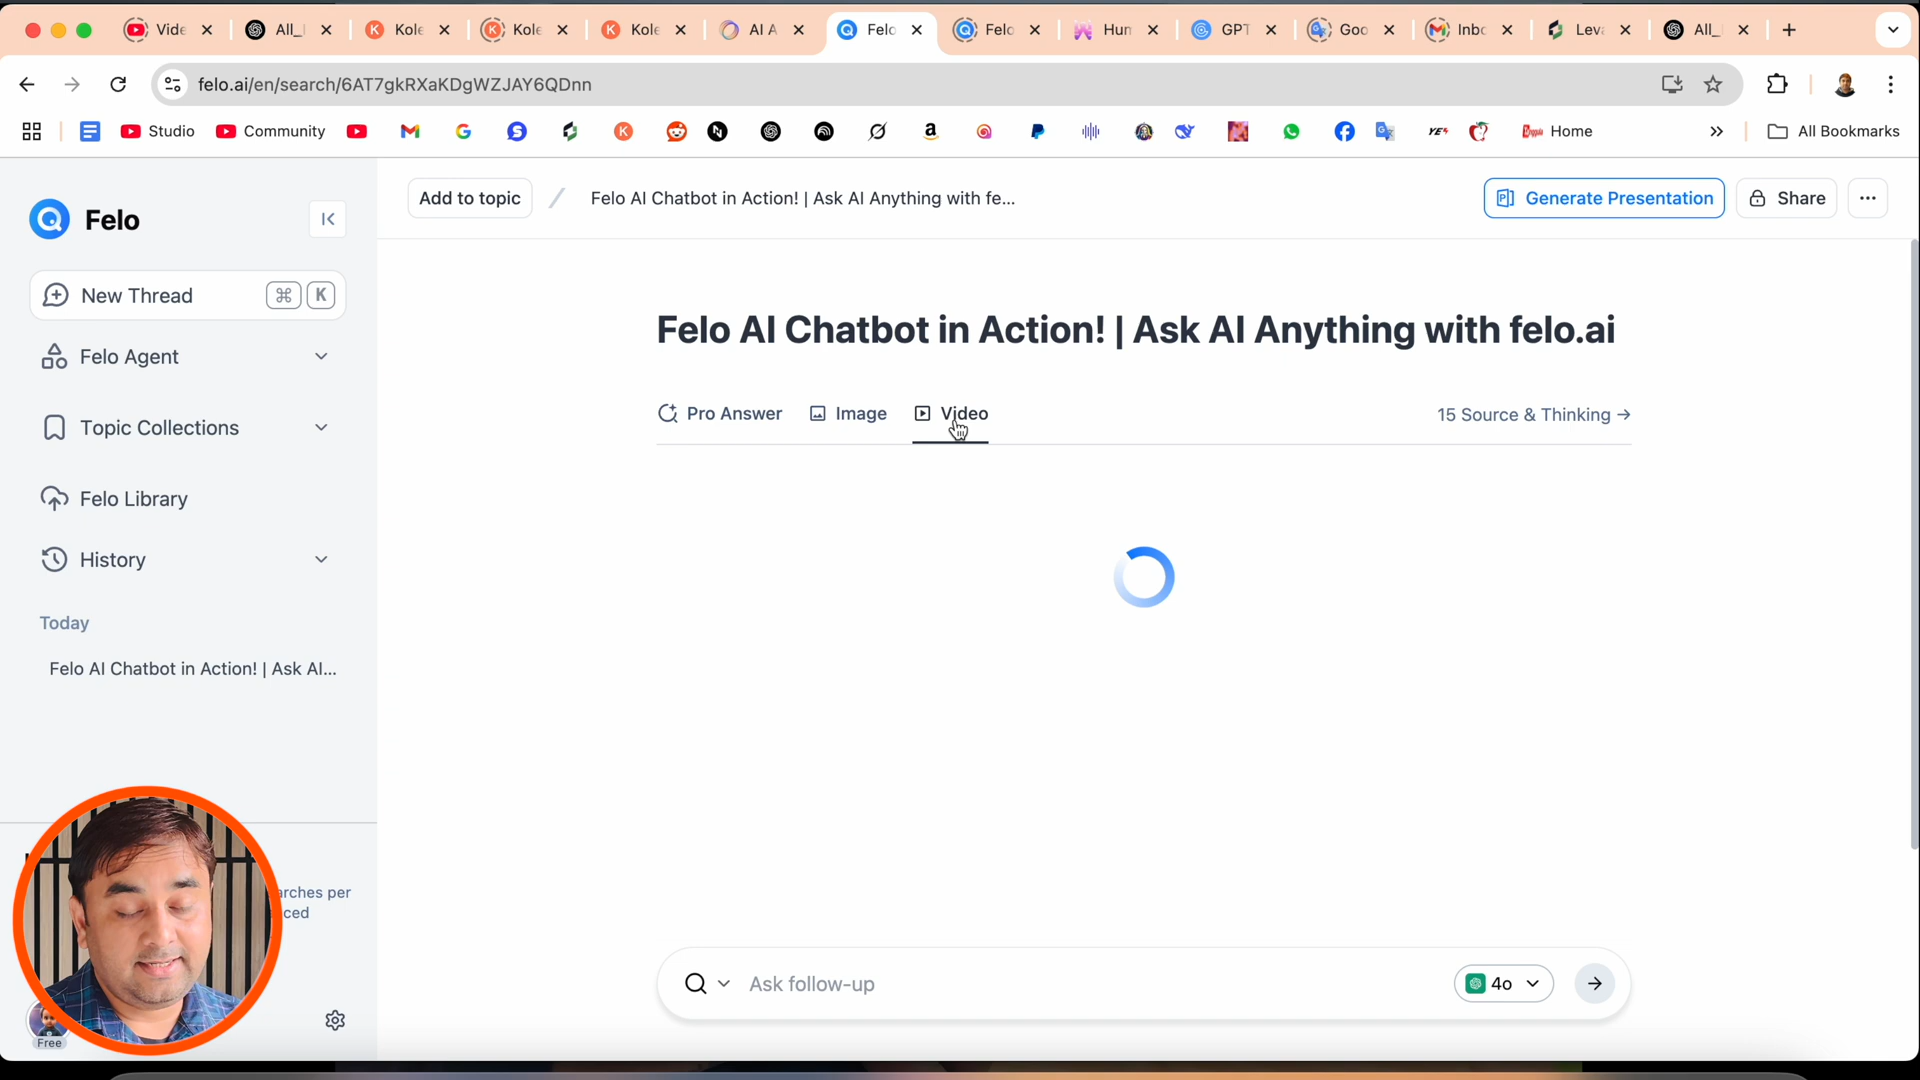 Vide
All_
Kole
Kole
Kole
AI A
Felo
Felo
Hun
GPT
Goo
Inbo
Leva
All_
felo.ai/en/search/6AT7gkRXaKDgWZJAY6QDnn
Studio
Community
YES
Home
All Bookmarks
Felo
New Thread ⌘ K
Felo Agent
Topic Collections
Felo Library
History
Today
Felo AI Chatbot in Action! | Ask AI...
arches per
ced
Free
Add to topic / Felo AI Chatbot in Action! | Ask AI Anything with fe...
Generate Presentation
Share
Felo AI Chatbot in Action! | Ask AI Anything with felo.ai
Pro Answer
Image
Video
15 Source & Thinking →
Ask follow-up
4o